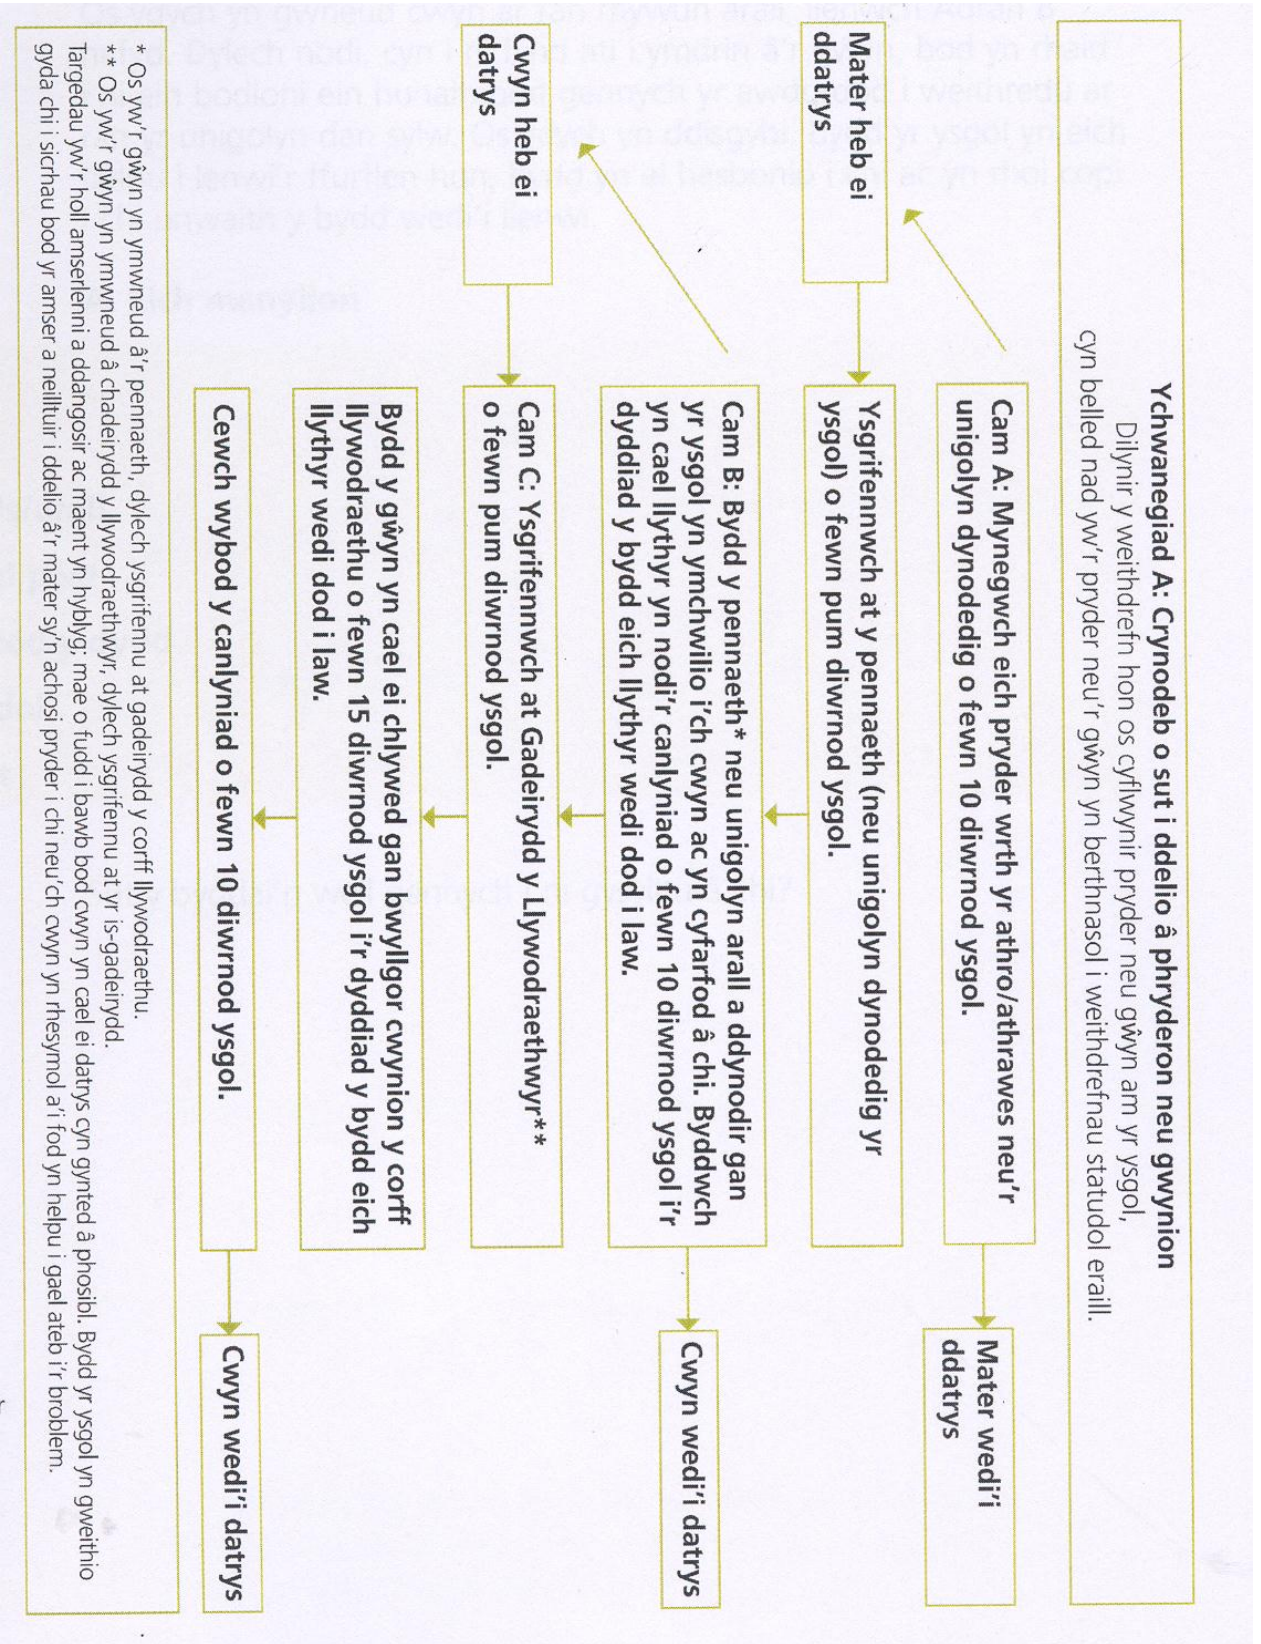 Ychwanegiad A: Crynodeb o sut i ddelio â phryderon neu gwynion
Dilynir y weithdrefn hon os cyflwynir pryder neu gŵyn am yr ysgol,
cyn belled nad yw'r pryder neu'r gŵyn yn berthnasol i weithdrefnau statudol eraill.
Cam A: Mynegwch eich pryder wrth yr athro/athrawes neu'r
unigolyn dynodedig o fewn 10 diwrnod ysgol.
Mater wedi'i
ddatrys
Mater heb ei
ddatrys
Ysgrifennwch at y pennaeth (neu unigolyn dynodedig yr
ysgol) o fewn pum diwrnod ysgol.
Cam B: Bydd y pennaeth* neu unigolyn arall a ddynodir gan
yr ysgol yn ymchwilio i'ch cwyn ac yn cyfarfod â chi. Byddwch
yn cael llythyr yn nodi'r canlyniad o fewn 10 diwrnod ysgol i'r
dyddiad y bydd eich llythyr wedi dod i law.
Cwyn wedi'i datrys
Cwyn heb ei
datrys
Cam C: Ysgrifennwch at Gadeirydd y Llywodraethwyr**
o fewn pum diwrnod ysgol.
Bydd y gŵyn yn cael ei chlywed gan bwyllgor cwynion y corff
llywodraethu o fewn 15 diwrnod ysgol i'r dyddiad y bydd eich
llythyr wedi dod i law.
Cewch wybod y canlyniad o fewn 10 diwrnod ysgol.
Cwyn wedi'i datrys
* Os yw'r gŵyn yn ymwneud â'r pennaeth, dylech ysgrifennu at gadeirydd y corff llywodraethu.
** Os yw'r gŵyn yn ymwneud â chadeirydd y llywodraethwyr, dylech ysgrifennu at yr is-gadeirydd.
Targedau yw'r holl amserlenni a ddangosir ac maent yn hyblyg; mae o fudd i bawb bod cwyn yn cael ei datrys cyn gynted â phosibl. Bydd yr ysgol yn gweithio
gyda chi i sicrhau bod yr amser a neilltuir i ddelio â'r mater sy'n achosi pryder i chi neu'ch cwyn yn rhesymol a'i fod yn helpu i gael ateb i'r broblem.